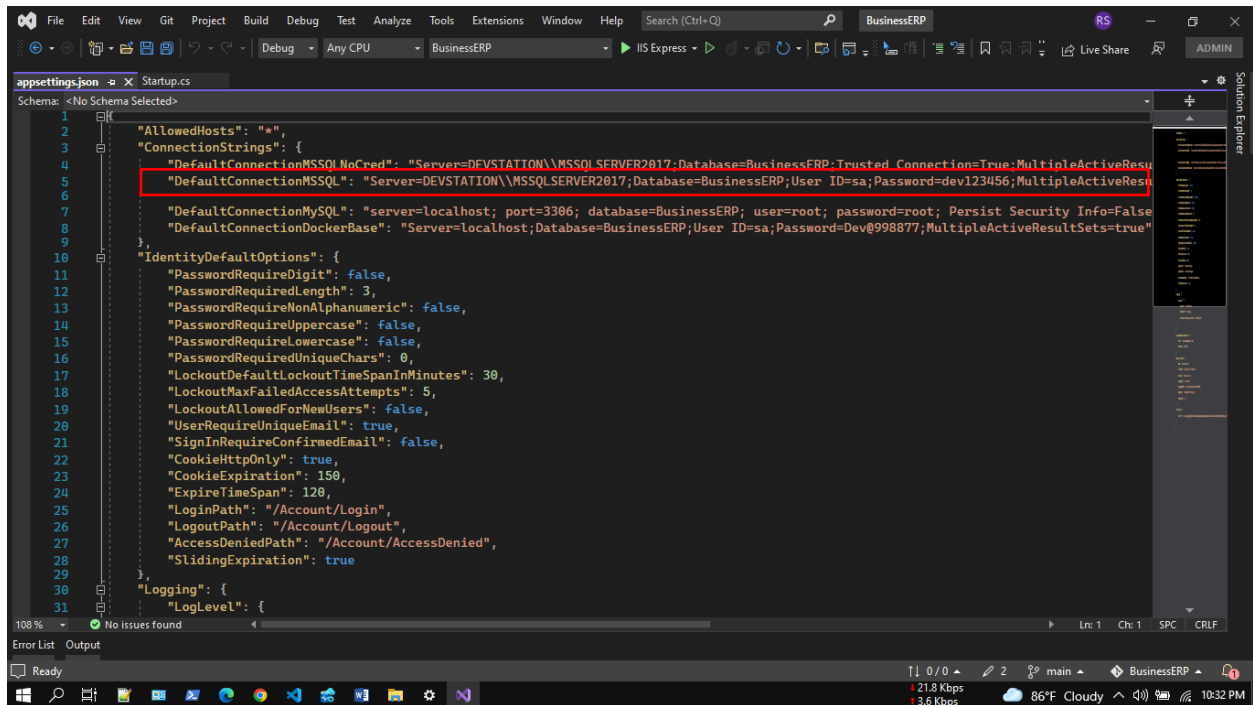 File Edit View Git Project Build Debug Test Analyze Tools Extensions Window Help Search (Ctrl+Q) BusinessERP RS
Debug Any CPU BusinessERP IIS Express Live Share ADMIN
appsettings.json Startup.cs
Schema: <No Schema Selected>
Solution Explorer
1 {
2 "AllowedHosts": "*",
3 "ConnectionStrings": {
4 "DefaultConnectionMSSQLNoCred": "Server=DEVSTATION\\MSSQLSERVER2017;Database=BusinessERP;Trusted_Connection=True;MultipleActiveResu
5 "DefaultConnectionMSSQL": "Server=DEVSTATION\\MSSQLSERVER2017;Database=BusinessERP;User ID=sa;Password=dev123456;MultipleActiveResu
6
7 "DefaultConnectionMySQL": "server=localhost; port=3306; database=BusinessERP; user=root; password=root; Persist Security Info=False
8 "DefaultConnectionDockerBase": "Server=localhost;Database=BusinessERP;User ID=sa;Password=Dev@998877;MultipleActiveResultSets=true"
9 },
10 "IdentityDefaultOptions": {
11 "PasswordRequireDigit": false,
12 "PasswordRequiredLength": 3,
13 "PasswordRequireNonAlphanumeric": false,
14 "PasswordRequireUppercase": false,
15 "PasswordRequireLowercase": false,
16 "PasswordRequiredUniqueChars": 0,
17 "LockoutDefaultLockoutTimeSpanInMinutes": 30,
18 "LockoutMaxFailedAccessAttempts": 5,
19 "LockoutAllowedForNewUsers": false,
20 "UserRequireUniqueEmail": true,
21 "SignInRequireConfirmedEmail": false,
22 "CookieHttpOnly": true,
23 "CookieExpiration": 150,
24 "ExpireTimeSpan": 120,
25 "LoginPath": "/Account/Login",
26 "LogoutPath": "/Account/Logout",
27 "AccessDeniedPath": "/Account/AccessDenied",
28 "SlidingExpiration": true
29 },
30 "Logging": {
31 "LogLevel": {
108 % No issues found Ln: 1 Ch: 1 SPC CRLF
Error List Output
Ready 0 / 0 2 main BusinessERP
21.8 Kbps
3.6 Kbps
86°F Cloudy 10:32 PM